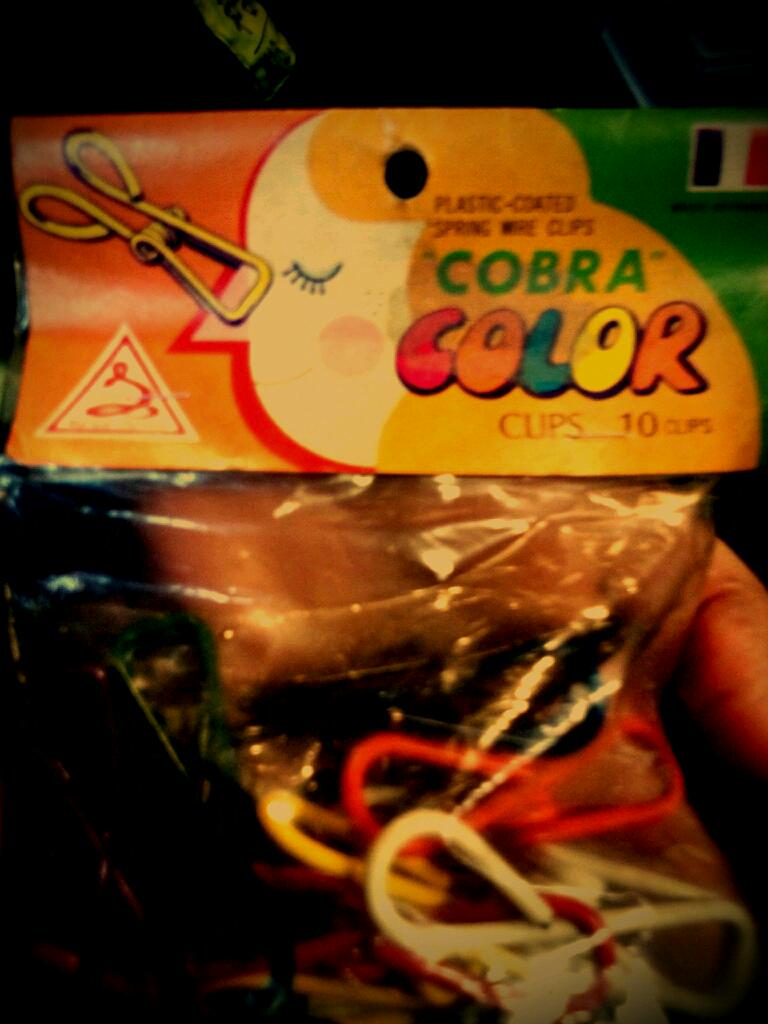 PLASTIC-COATED
SPRING WIRE CLIPS
"COBRA"
COLOR
CLIPS 10 CLIPS